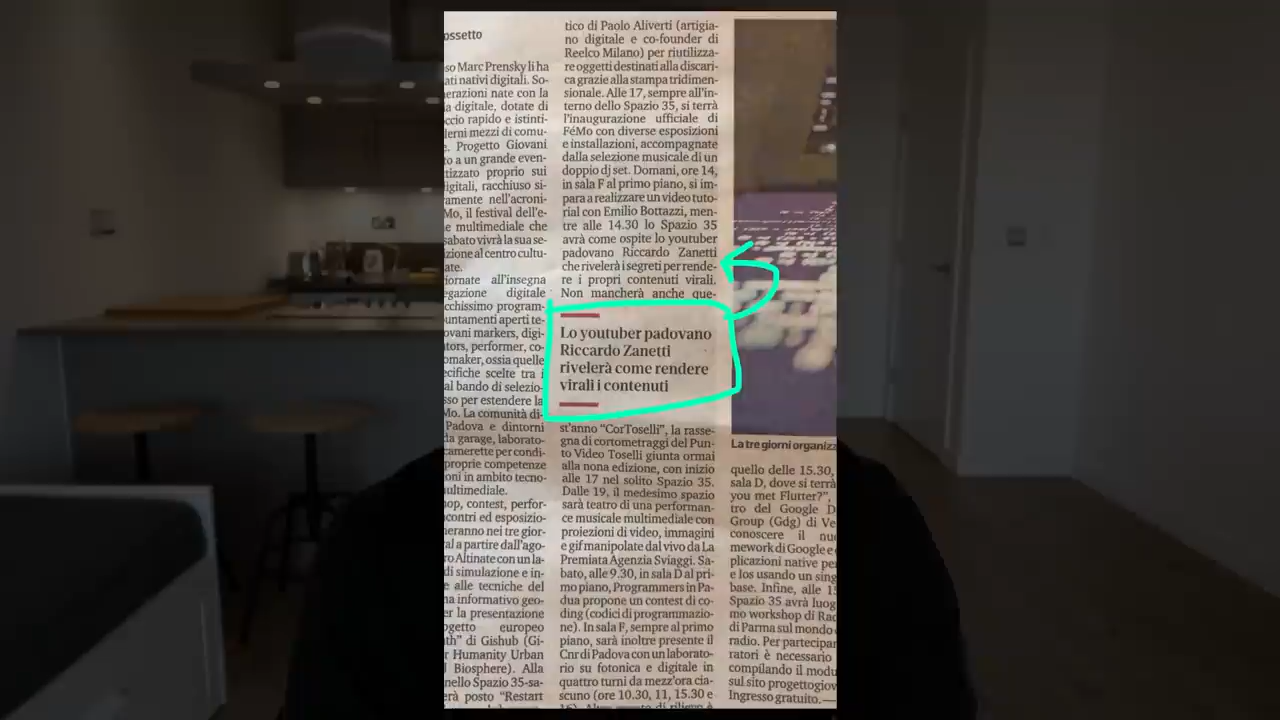 ossetto
so Marc Prensky li ha
ati nativi digitali. So-
erazioni nate con la
a digitale, dotate di
ccio rapido e istinti-
lerni mezzi di comu-
e. Progetto Giovani
to a un grande even-
tizzato proprio sui
igitali, racchiuso si-
ramente nell'acroni-
Mo, il festival dell'e-
e multimediale che
sabato vivrà la sua se-
izione al centro cultu-
ate.
iornate all'insegna
egazione digitale
cchissimo program-
untamenti aperti te-
ovani markers, digi-
tors, performer, co-
omaker, ossia quelle
ecifiche scelte tra i
al bando di selezio-
sso per estendere la
Mo. La comunità di-
Padova e dintorni
da garage, laborato-
camerette per condi-
proprie competenze
oni in ambito tecno-
ultimediale.
op, contest, perfor-
contri ed esposizio-
neranno nei tre gior-
al a partire dall'ago-
ro Altinate con un la-
di simulazione e in-
e alle tecniche del
ma informativo geo-
er la presentazione
ogetto europeo
th" di Gishub (Gi-
r Humanity Urban
l Biosphere). Alla
nello Spazio 35-sa-
erà posto "Restart
tico di Paolo Aliverti (artigia-
no digitale e co-founder di
Reelco Milano) per riutilizza-
re oggetti destinati alla discari-
ca grazie alla stampa tridimen-
sionale. Alle 17, sempre all'in-
terno dello Spazio 35, si terrà
l'inaugurazione ufficiale di
FéMo con diverse esposizioni
e installazioni, accompagnate
dalla selezione musicale di un
doppio dj set. Domani, ore 14,
in sala F al primo piano, si im-
para a realizzare un video tuto-
rial con Emilio Bottazzi, men-
tre alle 14.30 lo Spazio 35
avrà come ospite lo youtuber
padovano Riccardo Zanetti
che rivelerà i segreti per rende-
re i propri contenuti virali.
Non mancherà anche que-
Lo youtuber padovano
Riccardo Zanetti
rivelerà come rendere
virali i contenuti
st'anno "CorToselli", la rasse-
gna di cortometraggi del Pun-
to Video Toselli giunta ormai
alla nona edizione, con inizio
alle 17 nel solito Spazio 35.
Dalle 19, il medesimo spazio
sarà teatro di una performan-
ce musicale multimediale con
proiezioni di video, immagini
e gif manipolate dal vivo da La
Premiata Agenzia Sviaggi. Sa-
bato, alle 9.30, in sala D al pri-
mo piano, Programmers in Pa-
dua propone un contest di co-
ding (codici di programmazio-
ne). In sala F, sempre al primo
piano, sarà inoltre presente il
Cnr di Padova con un laborato-
rio su fotonica e digitale in
quattro turni da mezz'ora cia-
scuno (ore 10.30, 11, 15.30 e
La tre giorni organizz
quello delle 15.30,
sala D, dove si terrà
you met Flutter?",
tro del Google D
Group (Gdg) di Ve
conoscere il nu
mework di Google e
plicazioni native per
e Ios usando un sing
base. Infine, alle 1
Spazio 35 avrà luog
mo workshop di Rad
di Parma sul mondo
radio. Per partecipar
ratori è necessario
compilando il modu
sul sito progettogiov
Ingresso gratuito.—